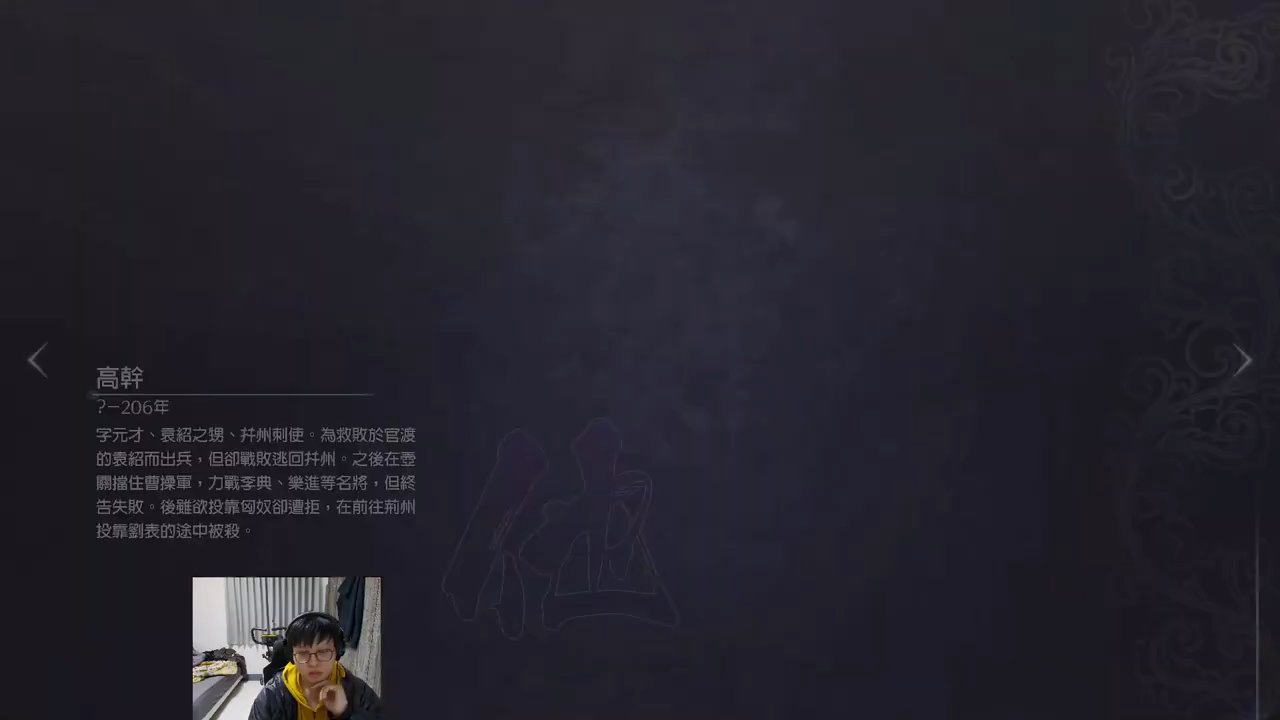 高幹
?－206年
字元才、袁紹之甥、幷州刺使。為救敗於官渡
的袁紹而出兵，但卻戰敗逃回幷州。之後在壺
關擋住曹操軍，力戰李典、樂進等名將，但終
告失敗。後雖欲投靠匈奴卻遭拒，在前往荊州
投靠劉表的途中被殺。